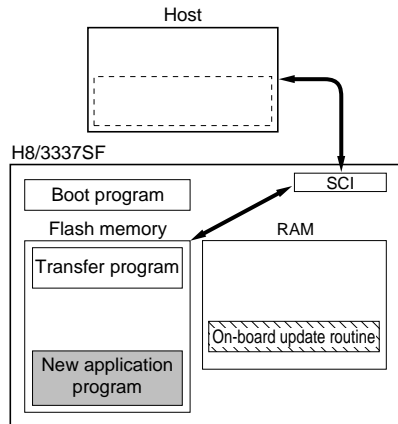 Host
H8/3337SF
SCI
Boot program
Flash memory
RAM
Transfer program
On-board update routine
New application
program